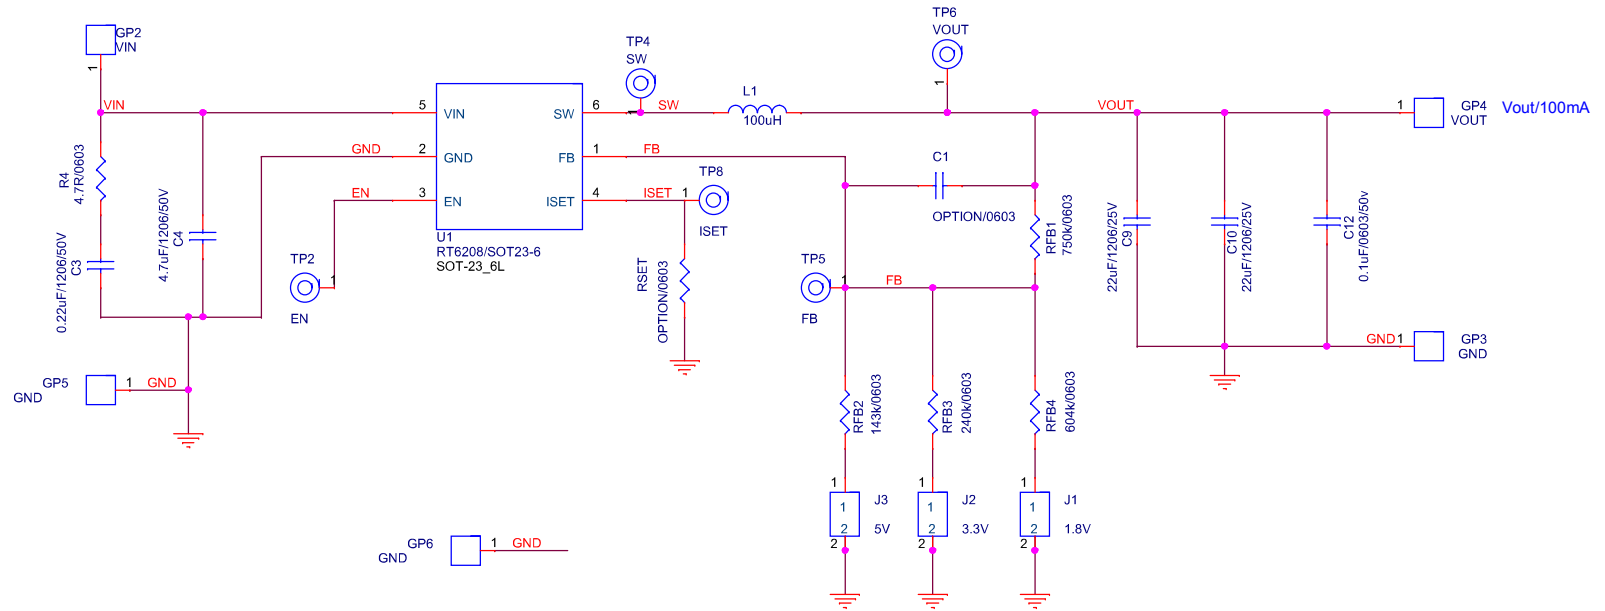 GP2
VIN
1
VIN
R4
4.7R/0603
0.22uF/1206/50V
C3
4.7uF/1206/50V
C4
GP5
GND
1
GND
GND
EN
TP2
1
EN
5
2
3
VIN
GND
EN
SW
FB
ISET
6
1
4
U1
RT6208/SOT23-6
SOT-23_6L
TP4
SW
1
SW
FB
ISET
1
TP8
ISET
RSET
OPTION/0603
L1
100uH
TP6
VOUT
1
C1
OPTION/0603
RFB1
750k/0603
TP5
1
FB
FB
RFB2
143k/0603
RFB3
240k/0603
RFB4
604k/0603
1
1
2
2
J3
5V
1
1
2
2
J2
3.3V
1
1
2
2
J1
1.8V
VOUT
22uF/1206/25V
C9
C10
22uF/1206/25V
C12
0.1uF/0603/50v
1
GP4
VOUT
Vout/100mA
GND
1
GP3
GND
GP6
GND
1
GND